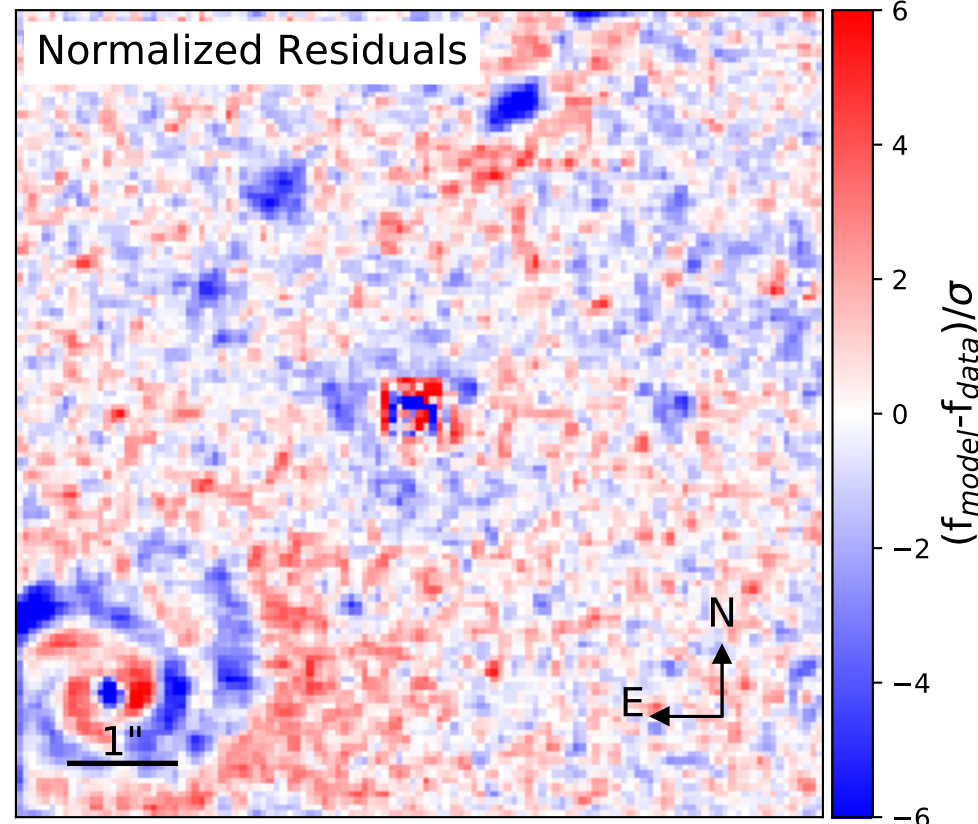 Normalized Residuals
6
4
2
0
−2
−4
−6
(f_model-f_data)/σ
N
E
1"